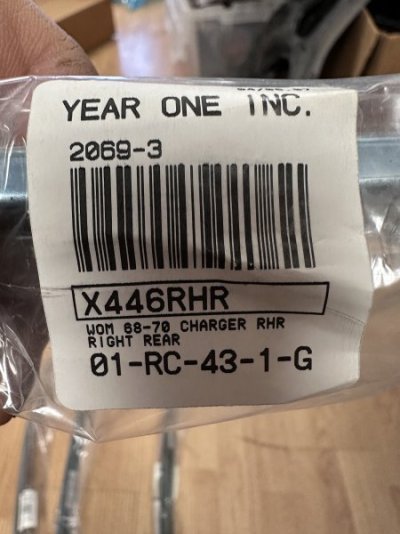 YEAR ONE INC.
2069-3
X446RHR
WOM 68-70 CHARGER RHR
RIGHT REAR
01-RC-43-1-G